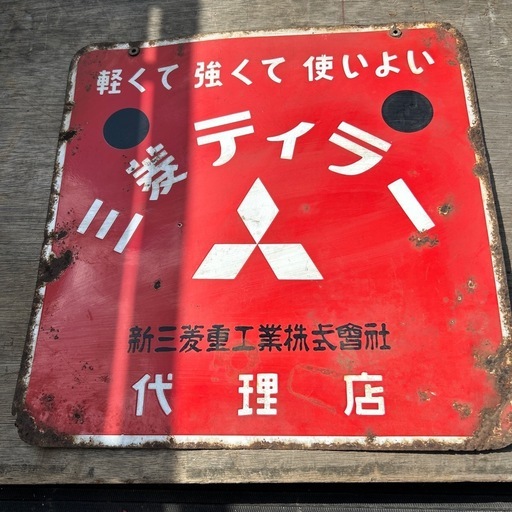 軽くて 強くて 使いよい
三菱ティラー
新三菱重工業株式會社
代理店